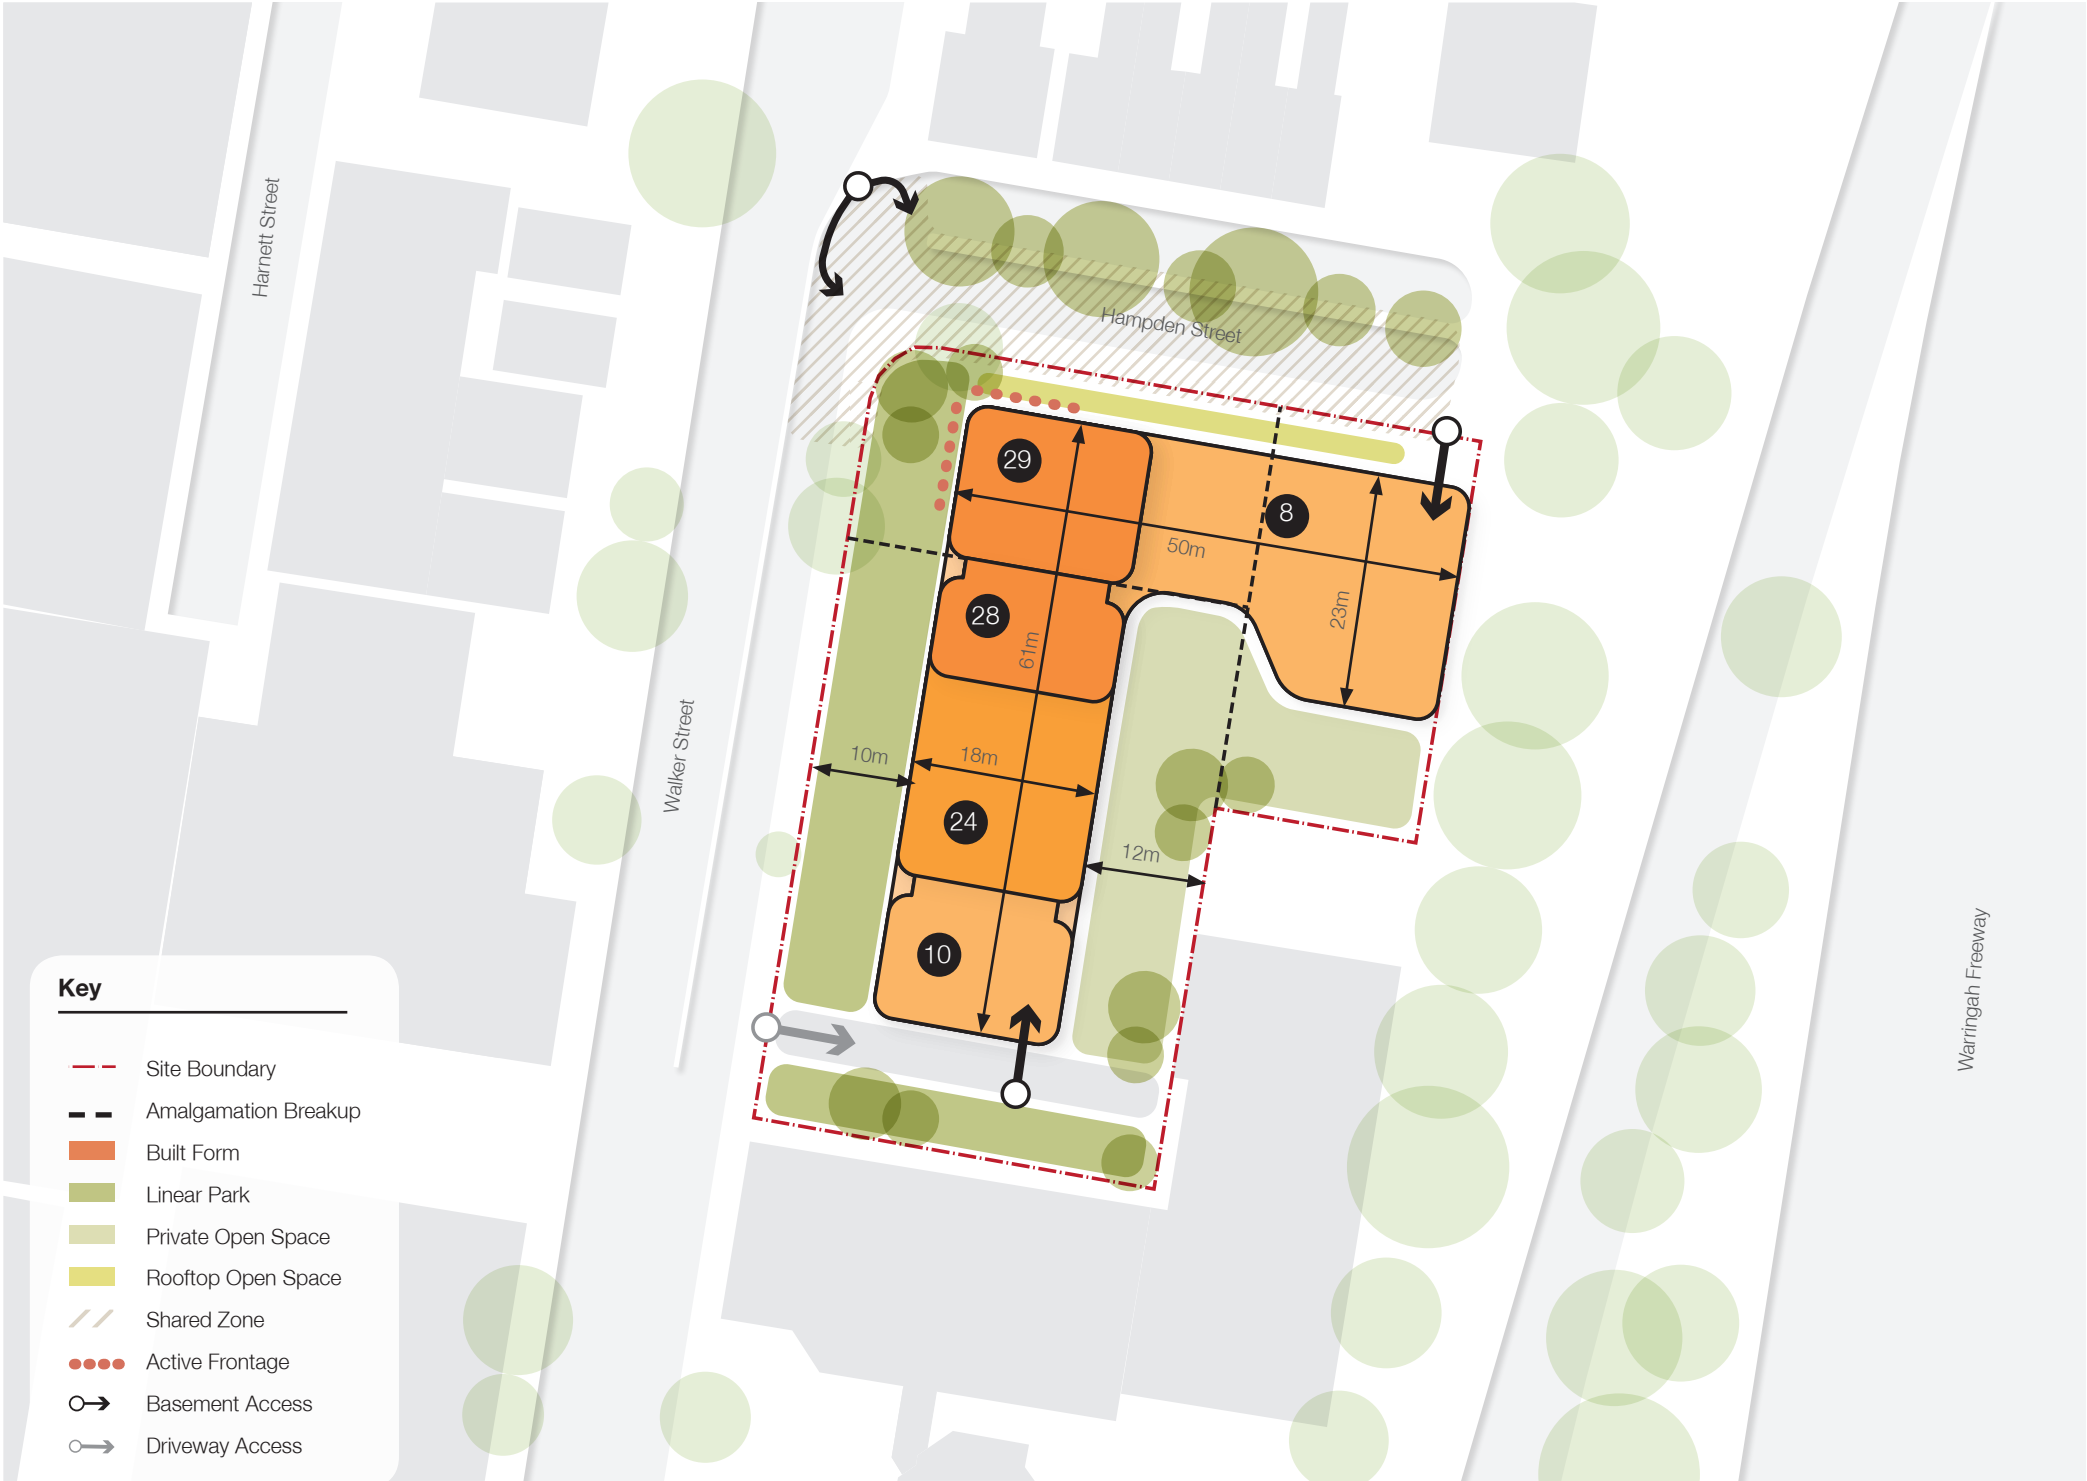 Harnett Street
Hampden Street
29
8
50m
28
23m
61m
Walker Street
10m
18m
24
12m
10
Warringah Freeway
Key
Site Boundary
Amalgamation Breakup
Built Form
Linear Park
Private Open Space
Rooftop Open Space
Shared Zone
Active Frontage
Basement Access
Driveway Access